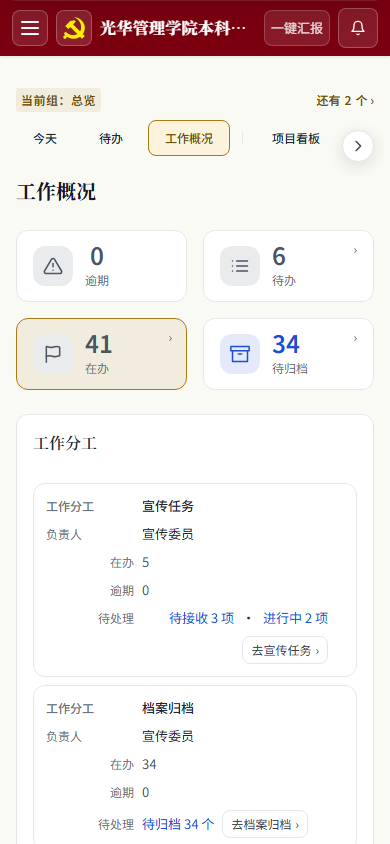 光华管理学院本科…
一键汇报
当前组：总览
还有 2 个 ›
今天
待办
工作概况
项目看板
工作概况
0
逾期
6
待办
41
在办
34
待归档
工作分工
工作分工 宣传任务
负责人 宣传委员
在办 5
逾期 0
待处理 待接收 3 项 · 进行中 2 项
去宣传任务 ›
工作分工 档案归档
负责人 宣传委员
在办 34
逾期 0
待处理 待归档 34 个 去档案归档 ›